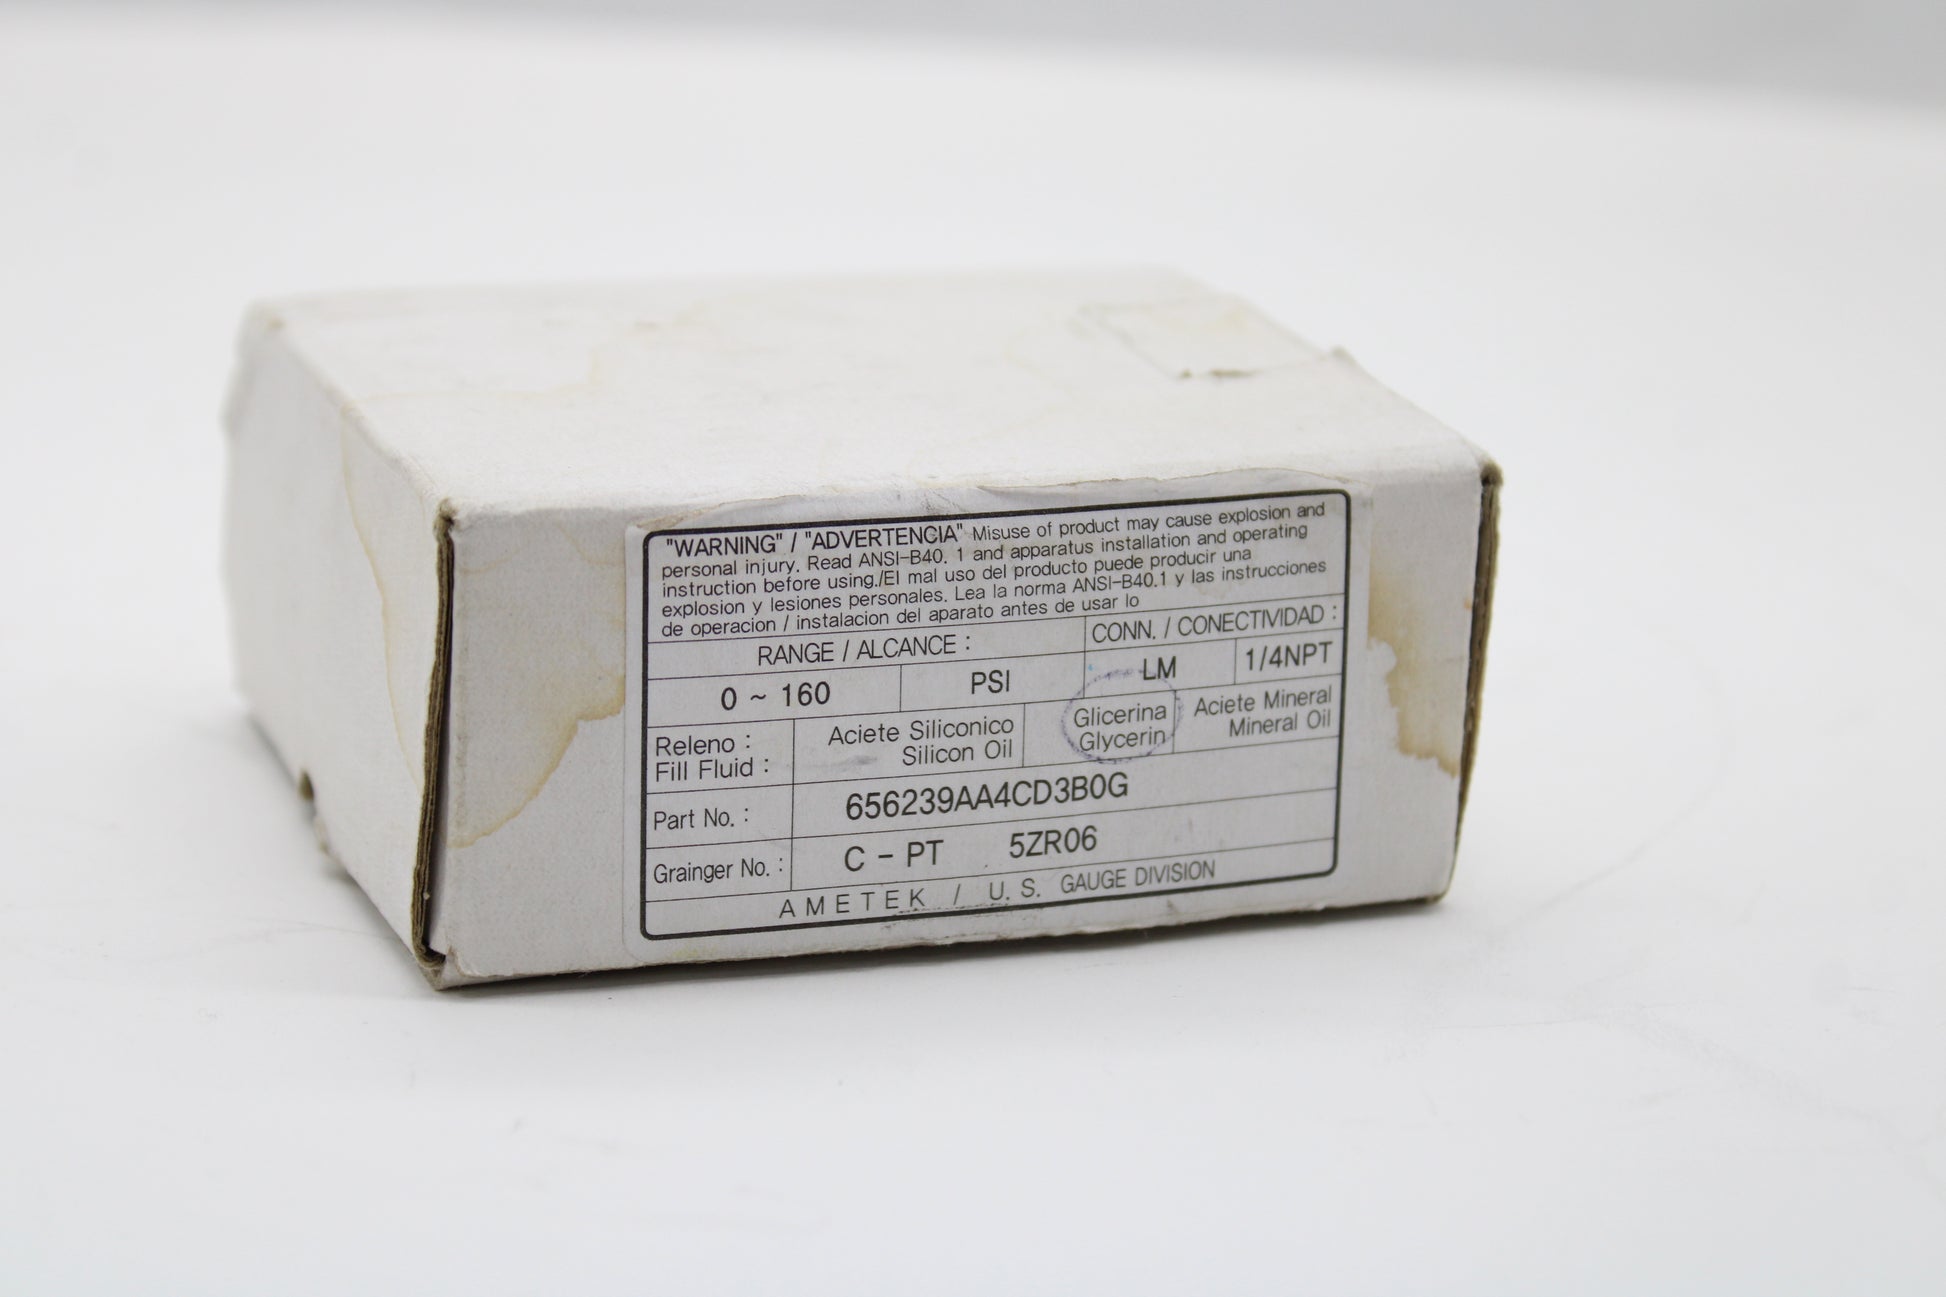 "WARNING" / "ADVERTENCIA" Misuse of product may cause explosion and
personal injury. Read ANSI-B40. 1 and apparatus installation and operating
instruction before using./El mal uso del producto puede producir una
explosion y lesiones personales. Lea la norma ANSI-B40.1 y las instrucciones
de operacion / instalacion del aparato antes de usar lo
RANGE / ALCANCE : CONN. / CONECTIVIDAD :
0 ~ 160 PSI LM 1/4NPT
Releno : Aciete Siliconico Glicerina Aciete Mineral
Fill Fluid : Silicon Oil Glycerin Mineral Oil
Part No. : 656239AA4CD3B0G
Grainger No. : C - PT 5ZR06
AMETEK / U.S. GAUGE DIVISION